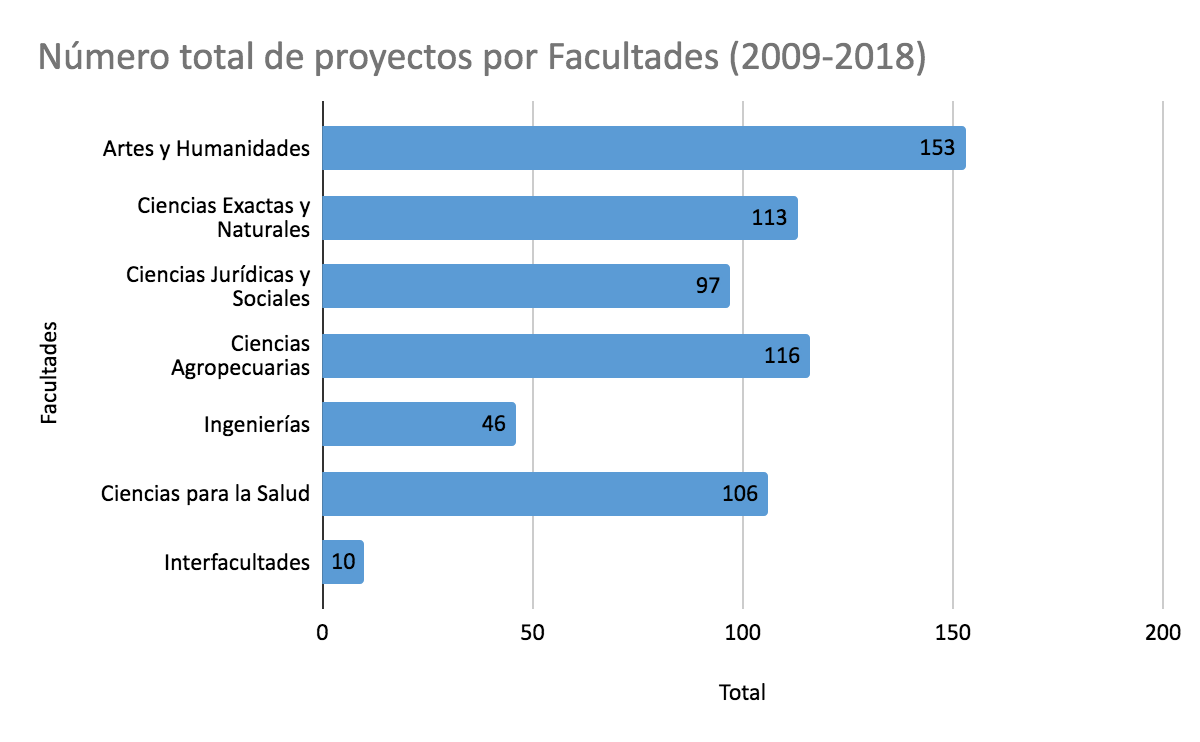 Número total de proyectos por Facultades (2009-2018)
Facultades
Artes y Humanidades
153
Ciencias Exactas y
Naturales
113
Ciencias Jurídicas y
Sociales
97
Ciencias
Agropecuarias
116
Ingenierías
46
Ciencias para la Salud
106
Interfacultades
10
0 50 100 150 200
Total